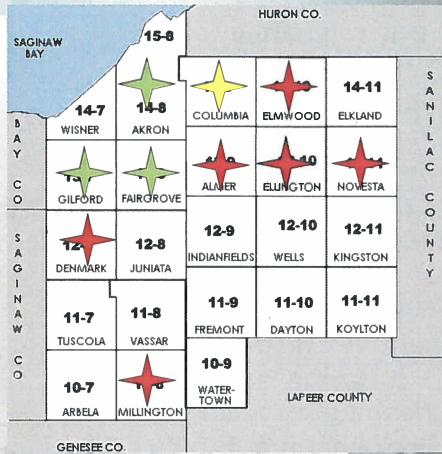 HURON CO.
SAGINAW
BAY
15-8
14-7
14-8
14-11
WISNER
AKRON
COLUMBIA
ELMWOOD
ELKLAND
BAY CO
SANILAC COUNTY
GILFORD
FAIRGROVE
ALMER
ELLINGTON
NOVESTA
12-8
12-9
12-10
12-11
DENMARK
JUNIATA
INDIANFIELDS
WELLS
KINGSTON
SAGINAW CO
11-7
11-8
11-9
11-10
11-11
TUSCOLA
VASSAR
FREMONT
DAYTON
KOYLTON
10-7
10-9
ARBELA
MILLINGTON
WATER-
TOWN
LAPEER COUNTY
GENESEE CO.